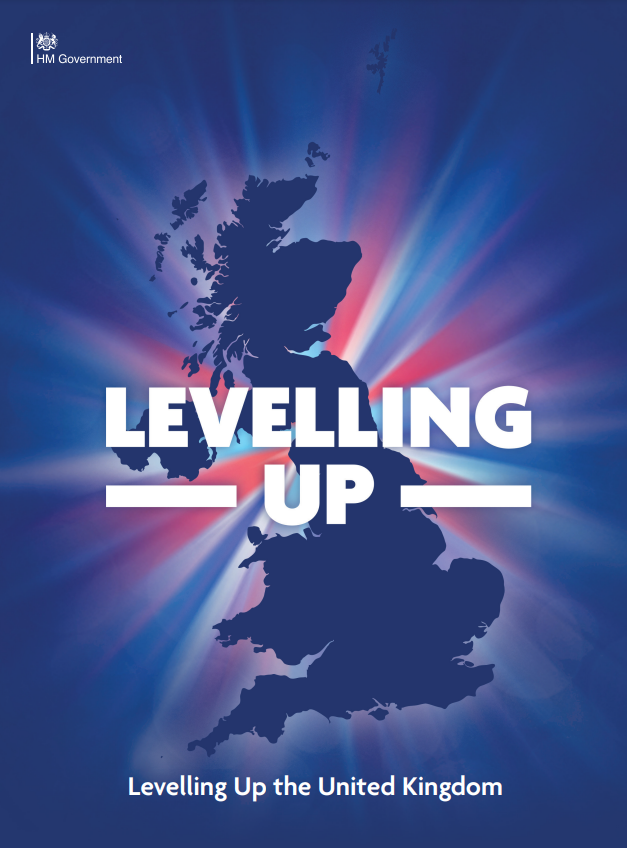 HM Government
LEVELLING
UP
Levelling Up the United Kingdom